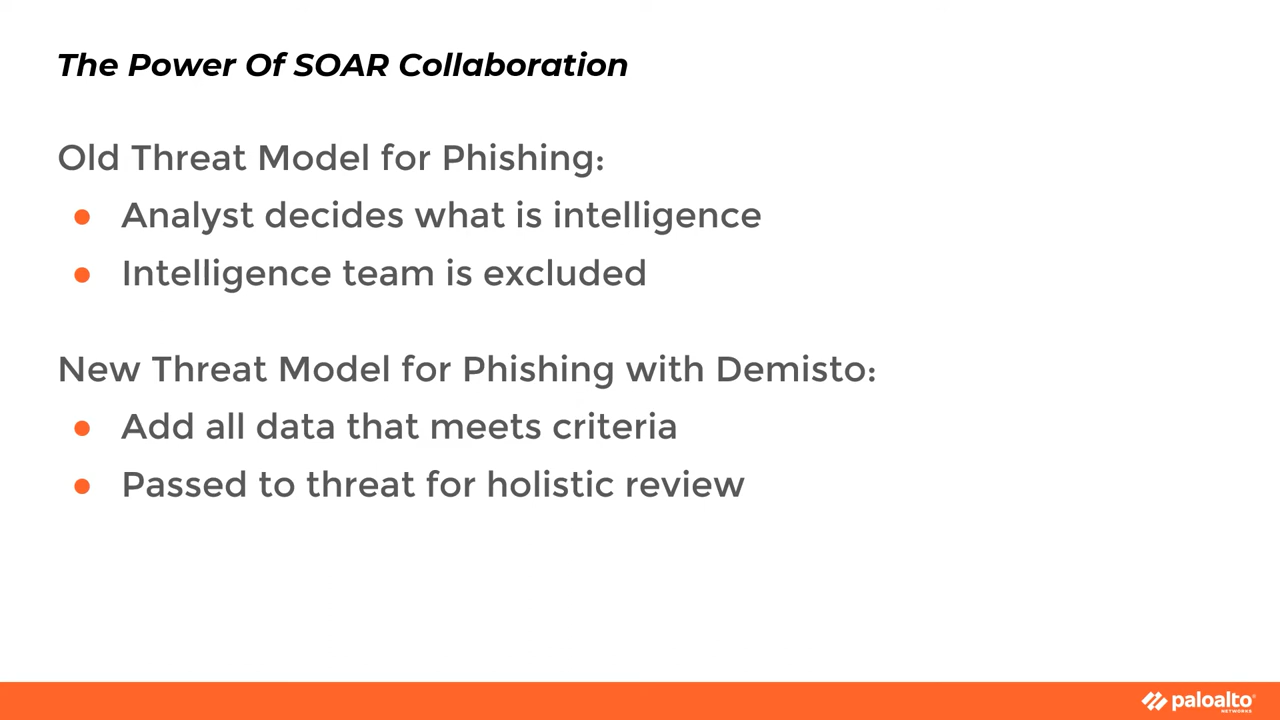 The Power Of SOAR Collaboration
Old Threat Model for Phishing:
● Analyst decides what is intelligence
● Intelligence team is excluded
New Threat Model for Phishing with Demisto:
● Add all data that meets criteria
● Passed to threat for holistic review
paloalto
NETWORKS